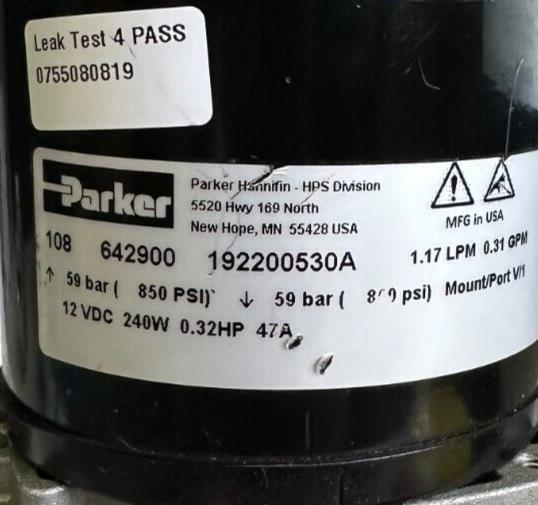 Leak Test 4 PASS
0755080819
Parker
Parker Hannifin - HPS Division
5520 Hwy 169 North
New Hope, MN 55428 USA
MFG in USA
108 642900 192200530A 1.17 LPM 0.31 GPM
↑ 59 bar ( 850 PSI) ↓ 59 bar ( psi) Mount/Port V/1
12 VDC 240W 0.32HP 47A